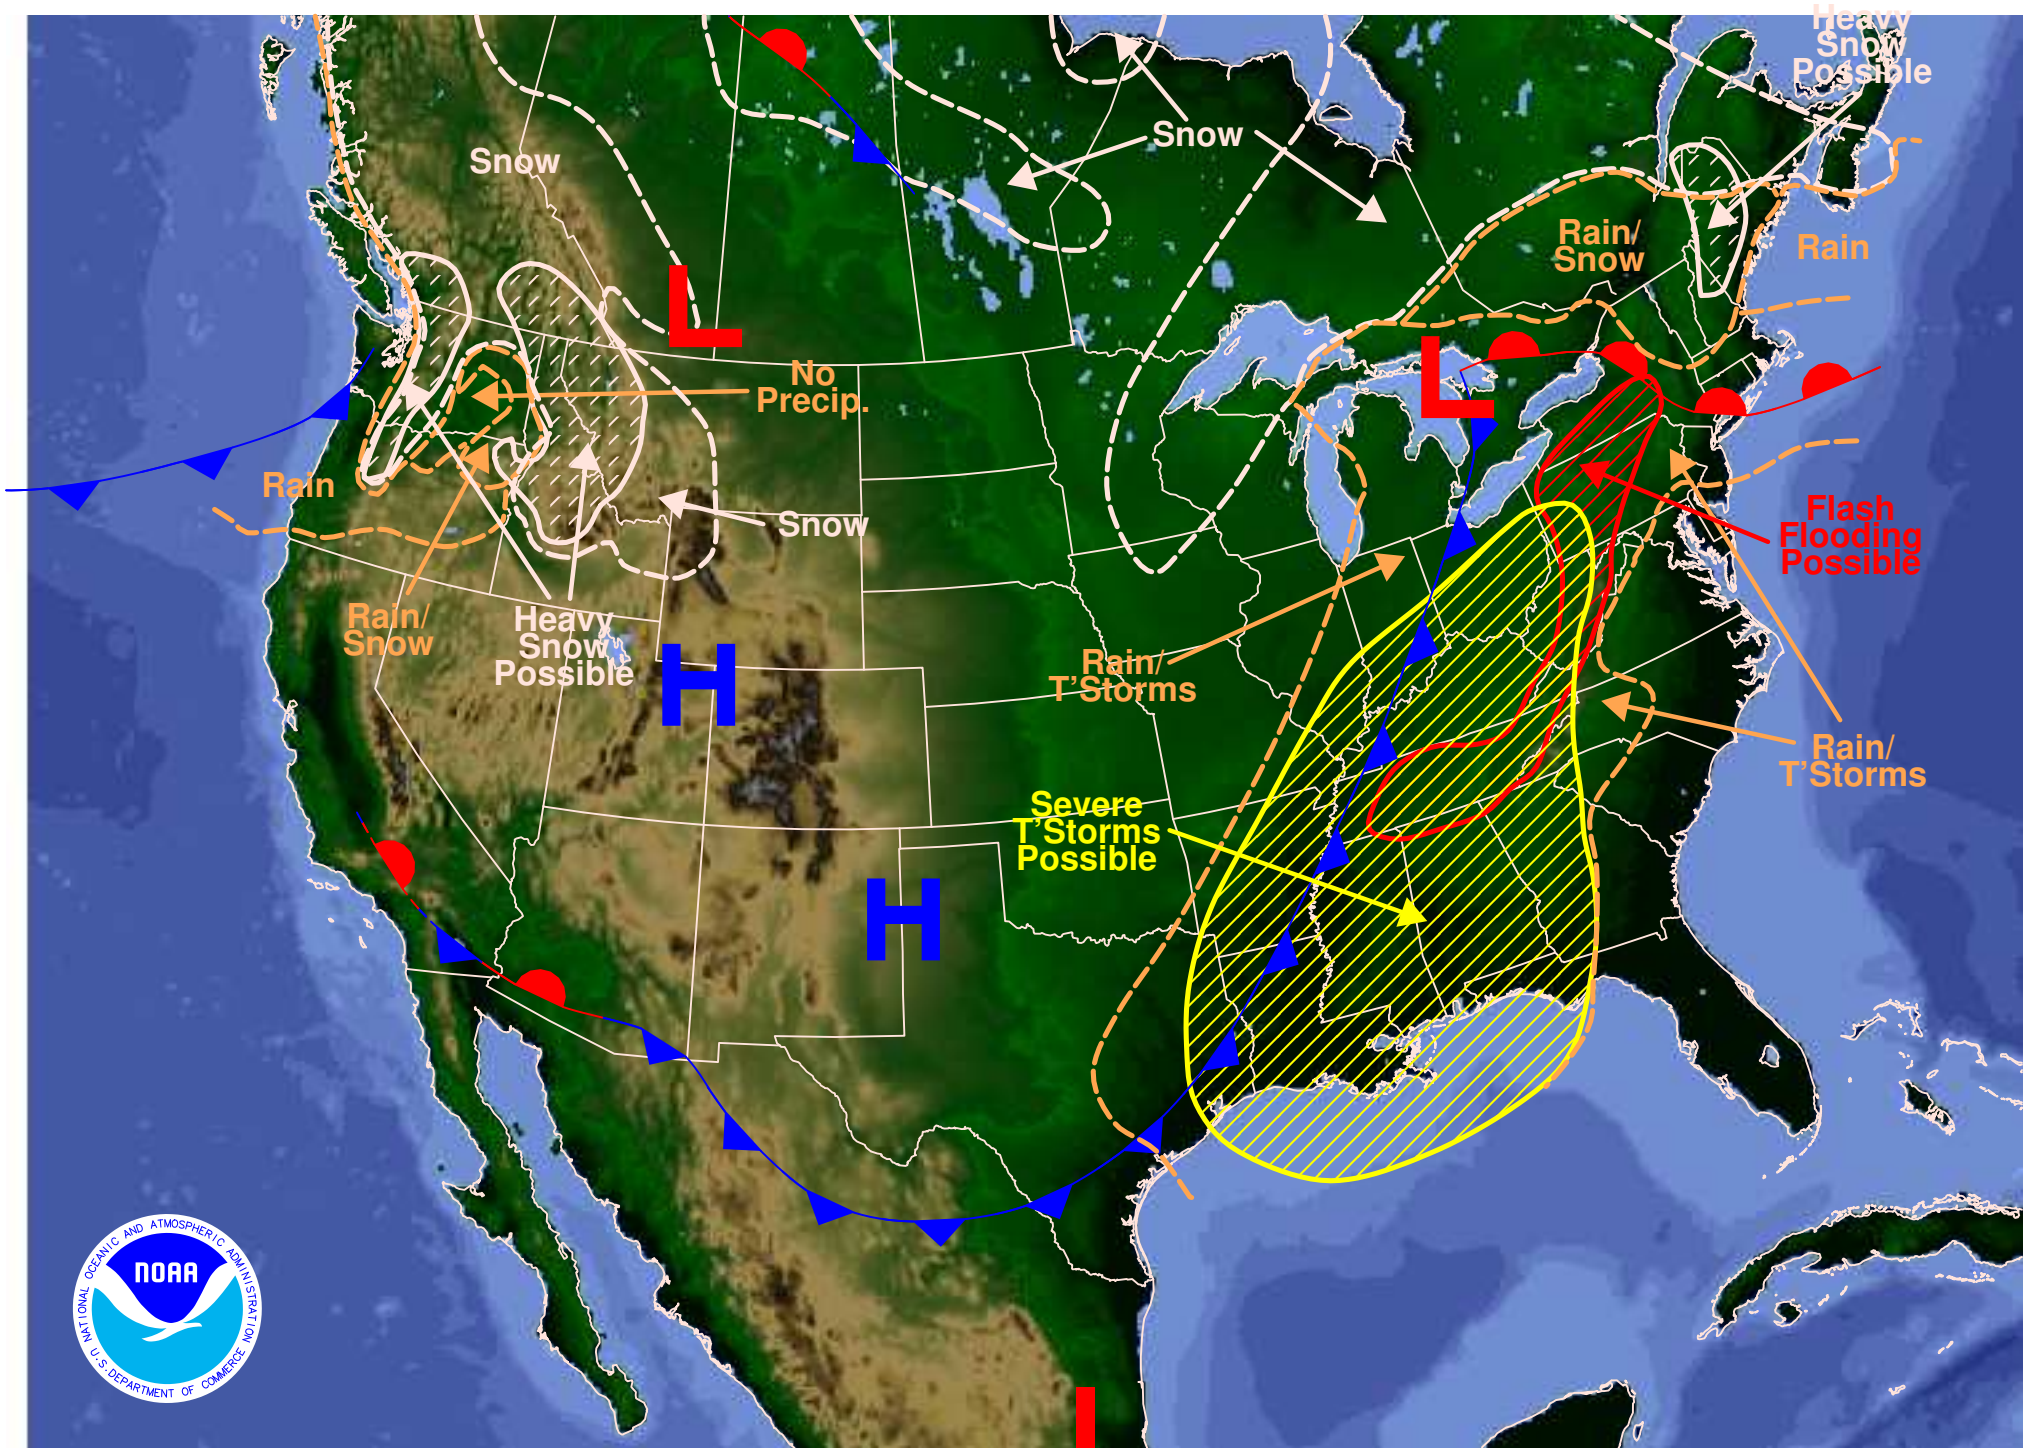 Heavy
Snow
Possible
Snow
Snow
Rain/
Snow
Rain
L
No
Precip.
L
Rain
Snow
Flash
Flooding
Possible
Rain/
Snow
Heavy
Snow
Possible
H
Rain/
T'Storms
Rain/
T'Storms
Severe
T'Storms
Possible
H
NATIONAL OCEANIC AND ATMOSPHERIC ADMINISTRATION
NOAA
U.S. DEPARTMENT OF COMMERCE